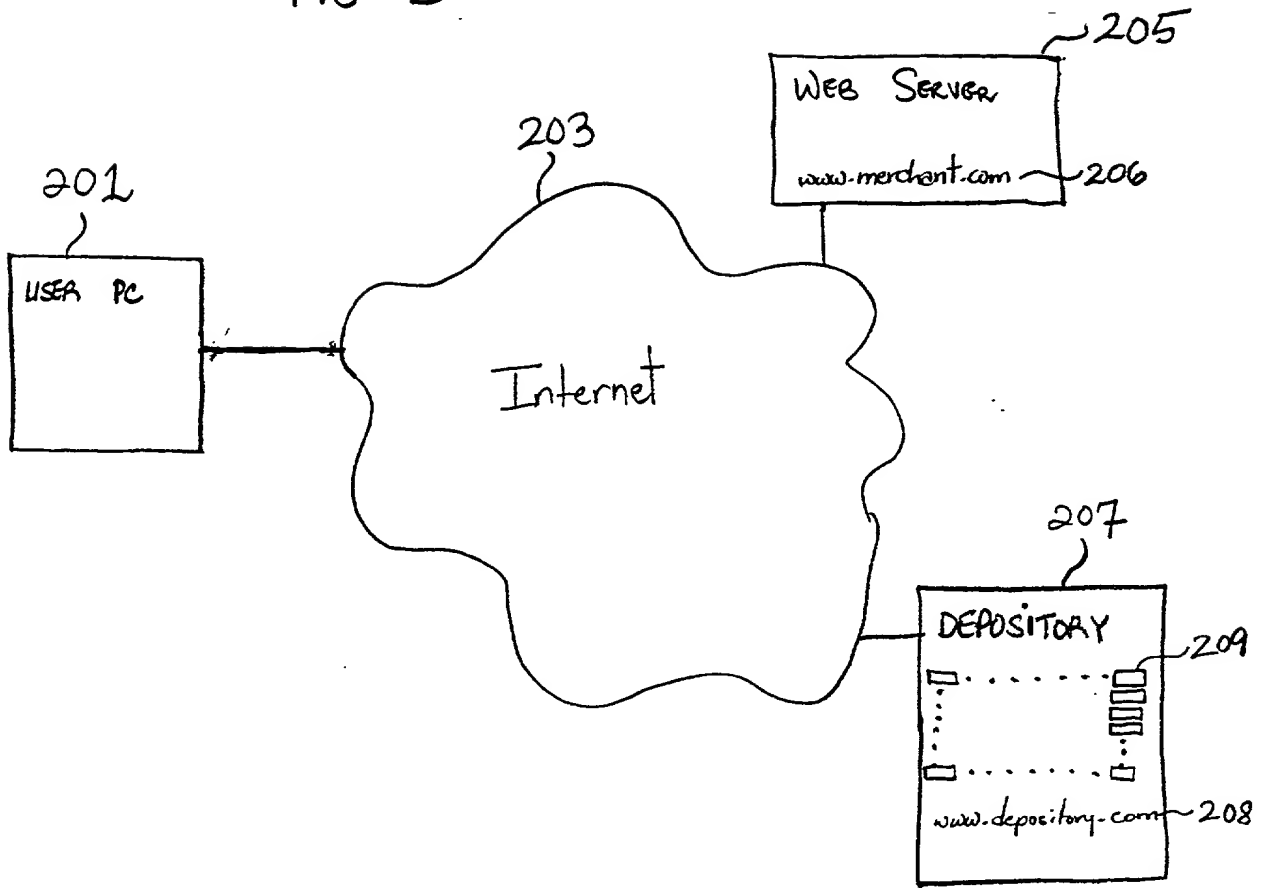 205
WEB SERVER
www.merchant.com 206
203
201
USER PC
Internet
207
DEPOSITORY
209
www.depository.com 208